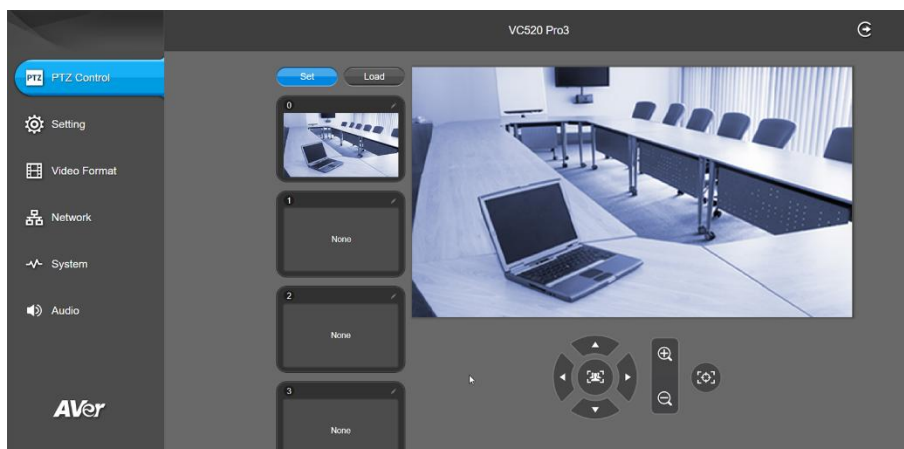 VC520 Pro3
PTZ PTZ Control
Setting
Video Format
Network
System
Audio
AVer
Set Load
0
1
None
2
None
3
None